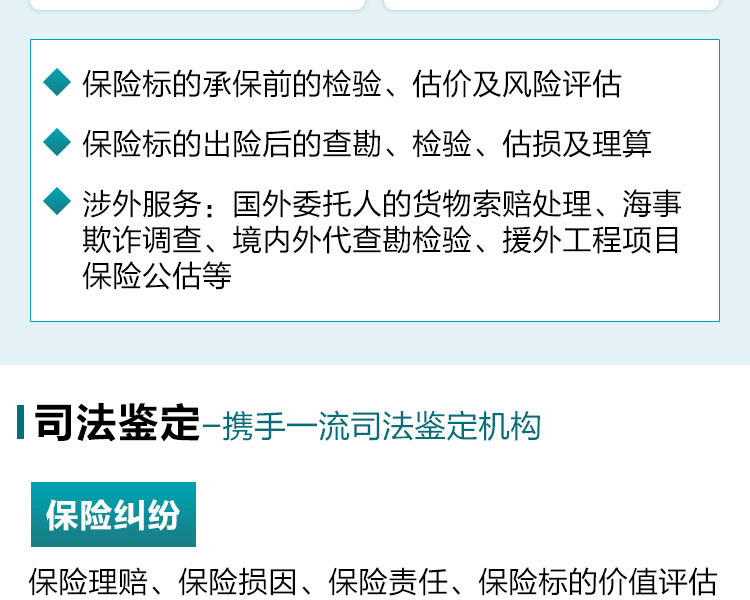 保险标的承保前的检验、估价及风险评估
保险标的出险后的查勘、检验、估损及理算
涉外服务：国外委托人的货物索赔处理、海事
欺诈调查、境内外代查勘检验、援外工程项目
保险公估等
司法鉴定–携手一流司法鉴定机构
保险纠纷
保险理赔、保险损因、保险责任、保险标的价值评估